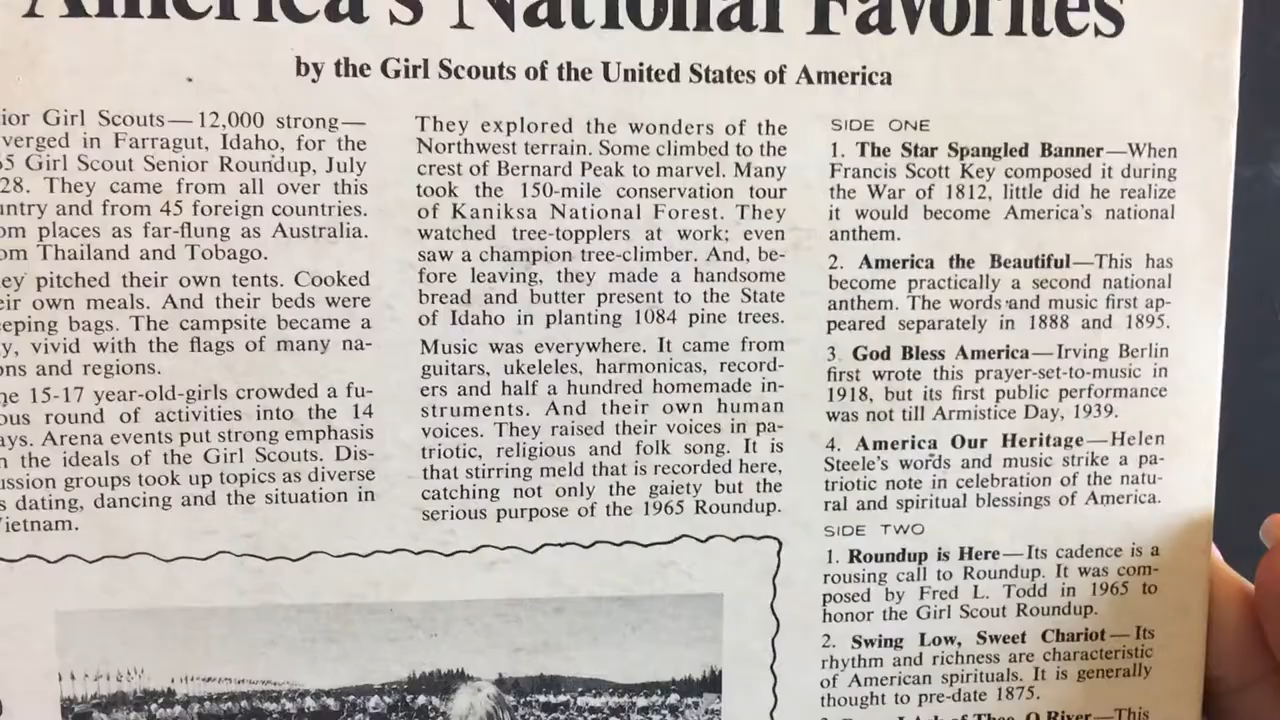 America's National Favorites
by the Girl Scouts of the United States of America
ior Girl Scouts—12,000 strong—
verged in Farragut, Idaho, for the
5 Girl Scout Senior Roundup, July
28. They came from all over this
ntry and from 45 foreign countries.
om places as far-flung as Australia.
om Thailand and Tobago.
ey pitched their own tents. Cooked
eir own meals. And their beds were
eeping bags. The campsite became a
y, vivid with the flags of many na-
ons and regions.
he 15-17 year-old-girls crowded a fu-
ous round of activities into the 14
ays. Arena events put strong emphasis
n the ideals of the Girl Scouts. Dis-
ussion groups took up topics as diverse
s dating, dancing and the situation in
ietnam.
They explored the wonders of the
Northwest terrain. Some climbed to the
crest of Bernard Peak to marvel. Many
took the 150-mile conservation tour
of Kaniksa National Forest. They
watched tree-topplers at work; even
saw a champion tree-climber. And, be-
fore leaving, they made a handsome
bread and butter present to the State
of Idaho in planting 1084 pine trees.
Music was everywhere. It came from
guitars, ukeleles, harmonicas, record-
ers and half a hundred homemade in-
struments. And their own human
voices. They raised their voices in pa-
triotic, religious and folk song. It is
that stirring meld that is recorded here,
catching not only the gaiety but the
serious purpose of the 1965 Roundup.
SIDE ONE
1. The Star Spangled Banner—When
Francis Scott Key composed it during
the War of 1812, little did he realize
it would become America's national
anthem.
2. America the Beautiful—This has
become practically a second national
anthem. The words and music first ap-
peared separately in 1888 and 1895.
3. God Bless America—Irving Berlin
first wrote this prayer-set-to-music in
1918, but its first public performance
was not till Armistice Day, 1939.
4. America Our Heritage—Helen
Steele's words and music strike a pa-
triotic note in celebration of the natu-
ral and spiritual blessings of America.
SIDE TWO
1. Roundup is Here—Its cadence is a
rousing call to Roundup. It was com-
posed by Fred L. Todd in 1965 to
honor the Girl Scout Roundup.
2. Swing Low, Sweet Chariot—Its
rhythm and richness are characteristic
of American spirituals. It is generally
thought to pre-date 1875.
O River—This